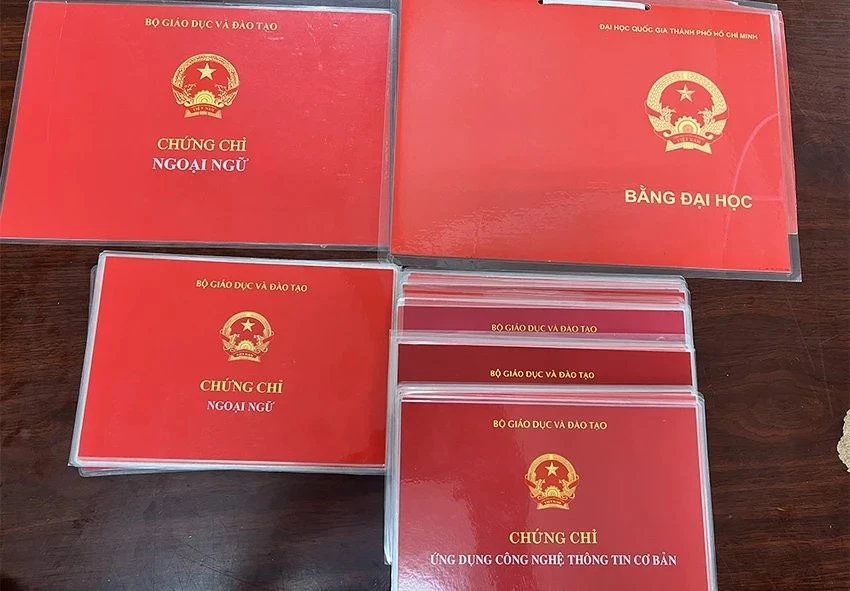 BỘ GIÁO DỤC VÀ ĐÀO TẠO
CHỨNG CHỈ
NGOẠI NGỮ
ĐẠI HỌC QUỐC GIA THÀNH PHỐ HỒ CHÍ MINH
BẰNG ĐẠI HỌC
BỘ GIÁO DỤC VÀ ĐÀO TẠO
CHỨNG CHỈ
NGOẠI NGỮ
BỘ GIÁO DỤC VÀ ĐÀO TẠO
BỘ GIÁO DỤC VÀ ĐÀO TẠO
BỘ GIÁO DỤC VÀ ĐÀO TẠO
CHỨNG CHỈ
ỨNG DỤNG CÔNG NGHỆ THÔNG TIN CƠ BẢN